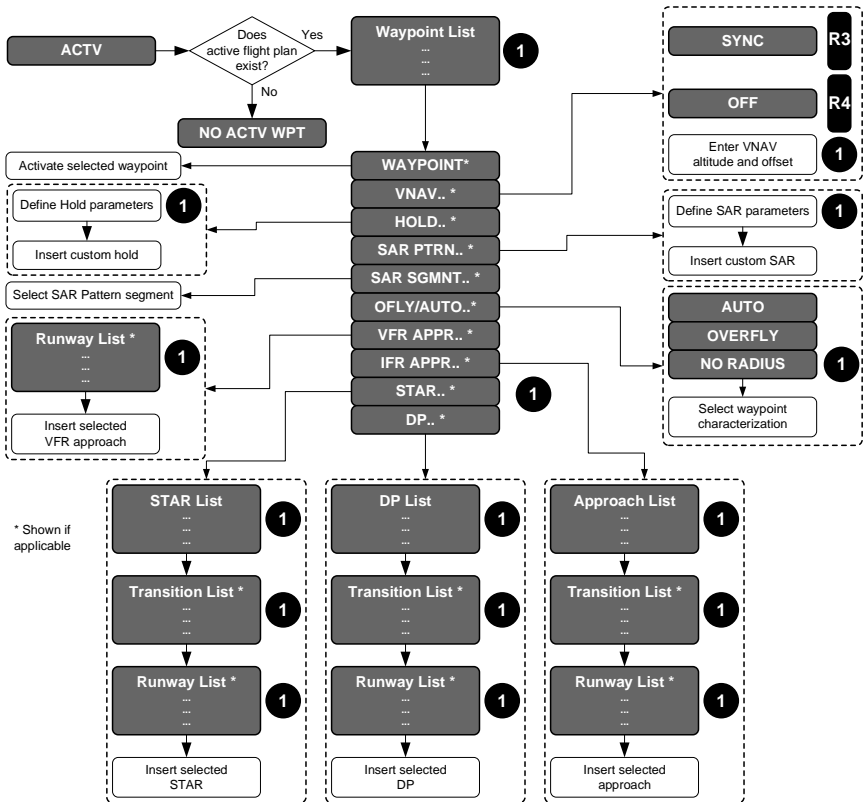 ACTV
Does
active flight plan
exist?
Yes
No
NO ACTV WPT
Waypoint List
...
...
...
1
SYNC
R3
OFF
R4
Enter VNAV
altitude and offset
1
WAYPOINT*
VNAV.. *
HOLD.. *
SAR PTRN.. *
SAR SGMNT.. *
OFLY/AUTO..*
VFR APPR.. *
IFR APPR.. *
STAR.. *
DP.. *
1
Activate selected waypoint
Define Hold parameters
1
Insert custom hold
Select SAR Pattern segment
Runway List *
...
...
...
1
Insert selected
VFR approach
Define SAR parameters
1
Insert custom SAR
AUTO
OVERFLY
NO RADIUS
1
Select waypoint
characterization
* Shown if
applicable
STAR List
...
...
...
1
Transition List *
...
...
...
1
Runway List *
...
...
...
1
Insert selected
STAR
DP List
...
...
...
1
Transition List *
...
...
...
1
Runway List *
...
...
...
1
Insert selected
DP
Approach List
...
...
...
1
Transition List *
...
...
...
1
Runway List *
...
...
...
1
Insert selected
approach